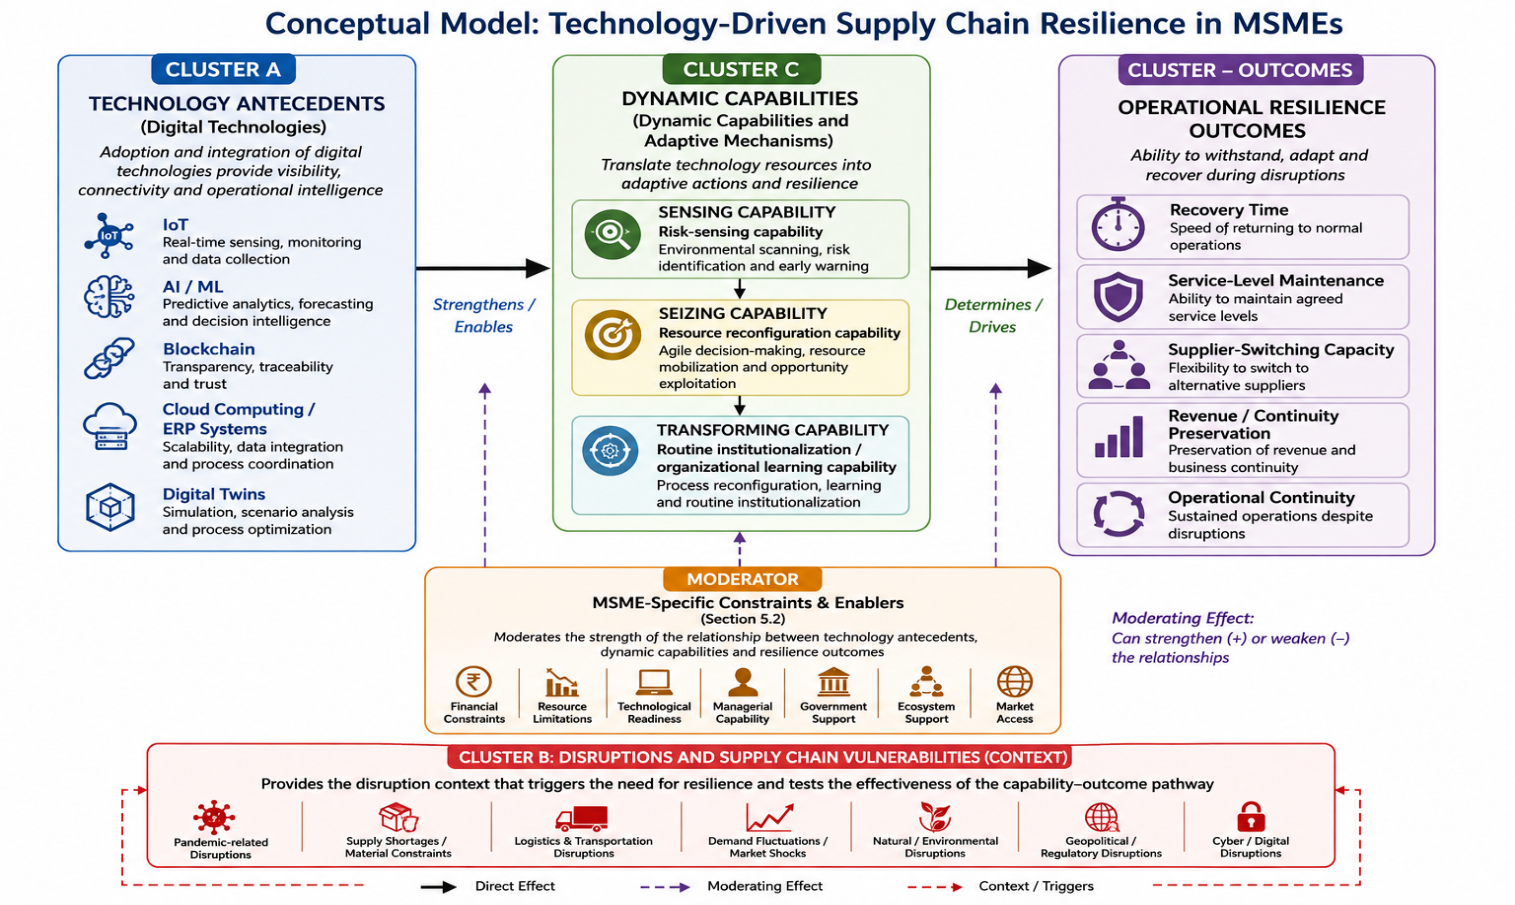 Conceptual Model: Technology-Driven Supply Chain Resilience in MSMEs
CLUSTER A
TECHNOLOGY ANTECEDENTS
(Digital Technologies)
Adoption and integration of digital
technologies provide visibility,
connectivity and operational intelligence
IoT
IoT
Real-time sensing, monitoring
and data collection
AI / ML
Predictive analytics, forecasting
and decision intelligence
Blockchain
Transparency, traceability
and trust
Cloud Computing /
ERP Systems
Scalability, data integration
and process coordination
Digital Twins
Simulation, scenario analysis
and process optimization
Strengthens /
Enables
CLUSTER C
DYNAMIC CAPABILITIES
(Dynamic Capabilities and
Adaptive Mechanisms)
Translate technology resources into
adaptive actions and resilience
SENSING CAPABILITY
Risk-sensing capability
Environmental scanning, risk
identification and early warning
SEIZING CAPABILITY
Resource reconfiguration capability
Agile decision-making, resource
mobilization and opportunity
exploitation
TRANSFORMING CAPABILITY
Routine institutionalization /
organizational learning capability
Process reconfiguration, learning
and routine institutionalization
Determines /
Drives
CLUSTER – OUTCOMES
OPERATIONAL RESILIENCE
OUTCOMES
Ability to withstand, adapt and
recover during disruptions
Recovery Time
Speed of returning to normal
operations
Service-Level Maintenance
Ability to maintain agreed
service levels
Supplier-Switching Capacity
Flexibility to switch to
alternative suppliers
Revenue / Continuity
Preservation
Preservation of revenue and
business continuity
Operational Continuity
Sustained operations despite
disruptions
MODERATOR
MSME-Specific Constraints & Enablers
(Section 5.2)
Moderates the strength of the relationship between technology antecedents,
dynamic capabilities and resilience outcomes
₹
Financial
Constraints
Resource
Limitations
Technological
Readiness
Managerial
Capability
Government
Support
Ecosystem
Support
Market
Access
Moderating Effect:
Can strengthen (+) or weaken (–)
the relationships
CLUSTER B: DISRUPTIONS AND SUPPLY CHAIN VULNERABILITIES (CONTEXT)
Provides the disruption context that triggers the need for resilience and tests the effectiveness of the capability–outcome pathway
Pandemic-related
Disruptions
Supply Shortages /
Material Constraints
Logistics & Transportation
Disruptions
Demand Fluctuations /
Market Shocks
Natural / Environmental
Disruptions
Geopolitical /
Regulatory Disruptions
Cyber / Digital
Disruptions
Direct Effect
Moderating Effect
Context / Triggers